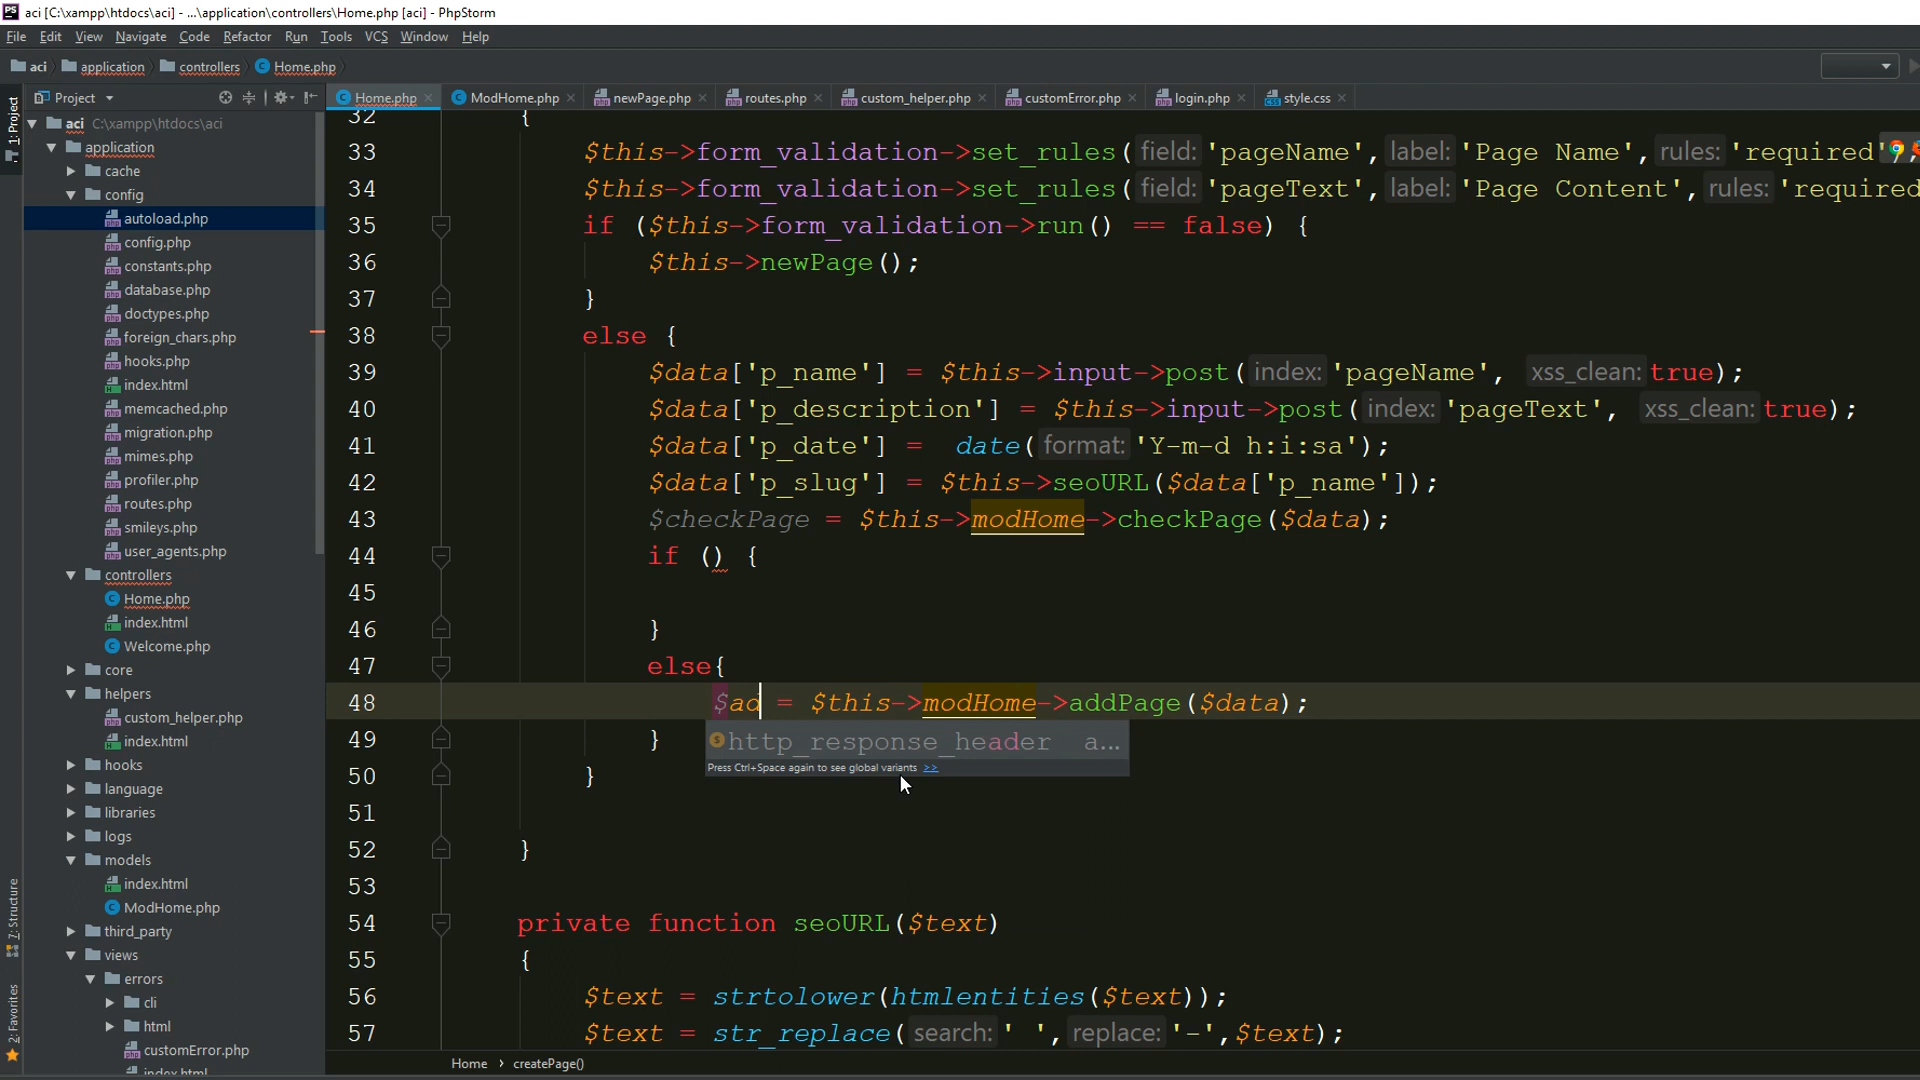 PS aci [C:\xampp\htdocs\aci] - ...\application\controllers\Home.php [aci] - PhpStorm
File Edit View Navigate Code Refactor Run Tools VCS Window Help
aci application controllers Home.php
Project
Home.php ModHome.php newPage.php routes.php custom_helper.php customError.php login.php style.css
1: Project
7: Structure
2: Favorites
aci C:\xampp\htdocs\aci
application
cache
config
autoload.php
config.php
constants.php
database.php
doctypes.php
foreign_chars.php
hooks.php
index.html
memcached.php
migration.php
mimes.php
profiler.php
routes.php
smileys.php
user_agents.php
controllers
Home.php
index.html
Welcome.php
core
helpers
custom_helper.php
index.html
hooks
language
libraries
logs
models
index.html
ModHome.php
third_party
views
errors
cli
html
customError.php
index.html
32 {
33 $this->form_validation->set_rules( field: 'pageName', label: 'Page Name', rules: 'required'
34 $this->form_validation->set_rules( field: 'pageText', label: 'Page Content', rules: 'required
35 if ($this->form_validation->run() == false) {
36 $this->newPage();
37 }
38 else {
39 $data['p_name'] = $this->input->post( index: 'pageName', xss_clean: true);
40 $data['p_description'] = $this->input->post( index: 'pageText', xss_clean: true);
41 $data['p_date'] = date( format: 'Y-m-d h:i:sa');
42 $data['p_slug'] = $this->seoURL($data['p_name']);
43 $checkPage = $this->modHome->checkPage($data);
44 if () {
45
46 }
47 else{
48 $ad = $this->modHome->addPage($data);
49 }
http_response_header a...
Press Ctrl+Space again to see global variants >>
50 }
51
52 }
53
54 private function seoURL($text)
55 {
56 $text = strtolower(htmlentities($text));
57 $text = str_replace( search: ' ', replace: '-',$text);
Home › createPage()